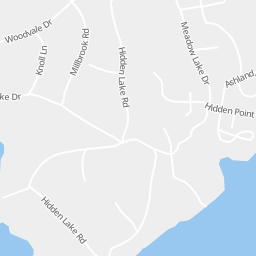 Woodvale Dr
Knoll Ln
Millbrook Rd
Hidden Lake Rd
Meadow Lake Dr
Ashland
ke Dr
Hidden Point
Hidden Lake Rd